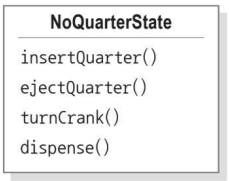 NoQuarterState
insertQuarter()
ejectQuarter()
turnCrank()
dispense()